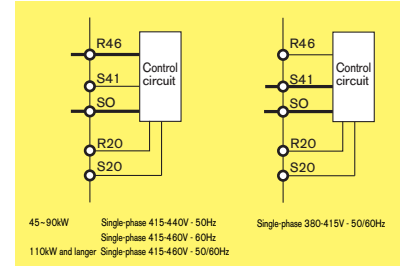 R46
S41
SO
R20
S20
Control
circuit
R46
S41
SO
R20
S20
Control
circuit
45~90kW Single-phase 415-440V - 50Hz
Single-phase 415-460V - 60Hz
110kW and langer Single-phase 415-460V - 50/60Hz
Single-phase 380-415V - 50/60Hz